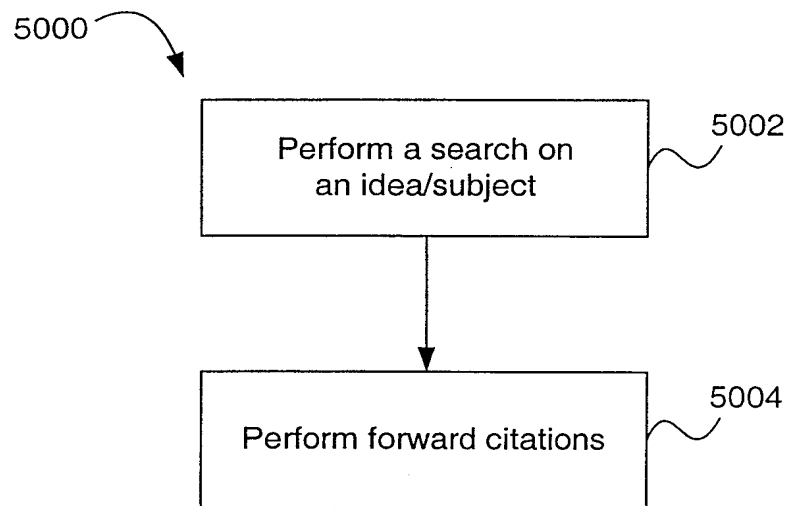 5000
5002
Perform a search on
an idea/subject
5004
Perform forward citations